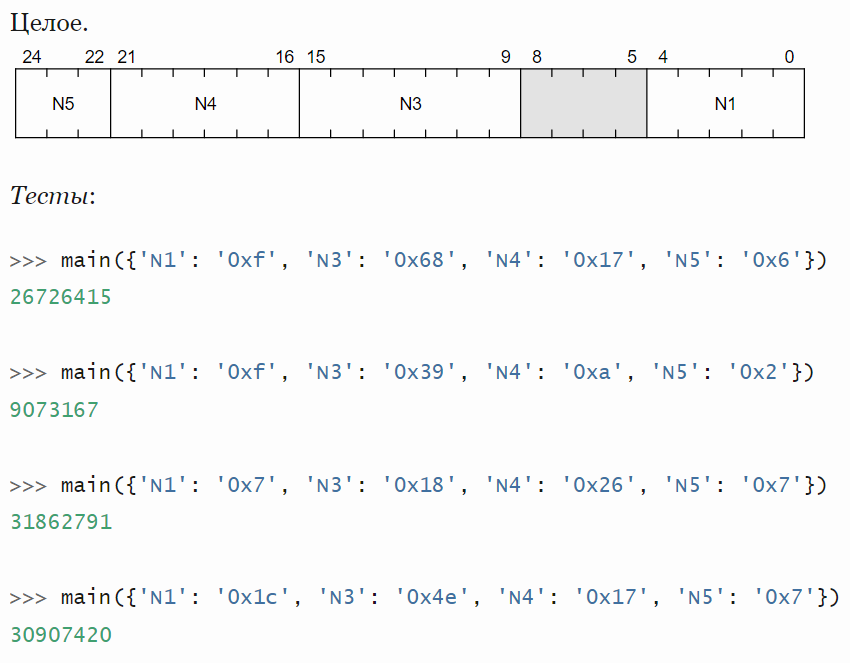 Целое.
24 22 21 16 15 9 8 5 4 0
N5 N4 N3 N1
Тесты:
>>> main({'N1': '0xf', 'N3': '0x68', 'N4': '0x17', 'N5': '0x6'})
26726415
>>> main({'N1': '0xf', 'N3': '0x39', 'N4': '0xa', 'N5': '0x2'})
9073167
>>> main({'N1': '0x7', 'N3': '0x18', 'N4': '0x26', 'N5': '0x7'})
31862791
>>> main({'N1': '0x1c', 'N3': '0x4e', 'N4': '0x17', 'N5': '0x7'})
30907420